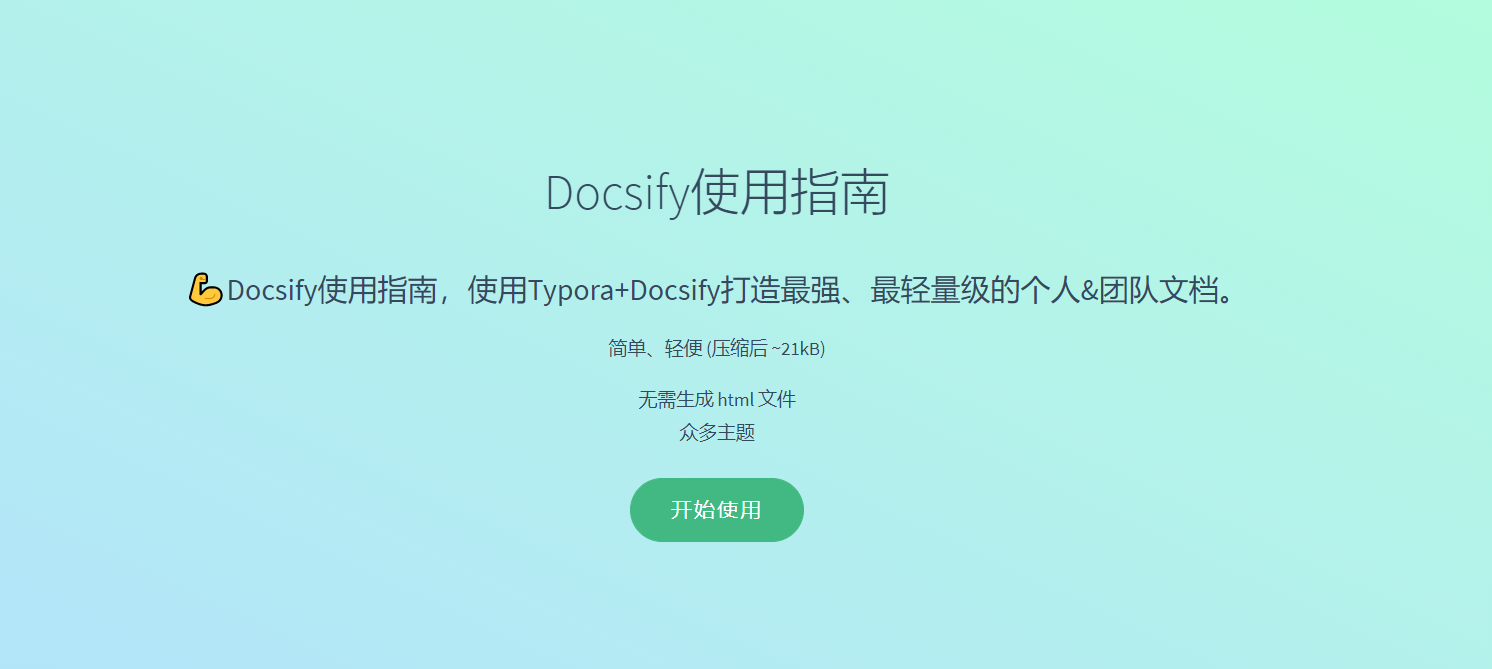 Docsify使用指南
💪Docsify使用指南，使用Typora+Docsify打造最强、最轻量级的个人&团队文档。
简单、轻便 (压缩后 ~21kB)
无需生成 html 文件
众多主题
开始使用